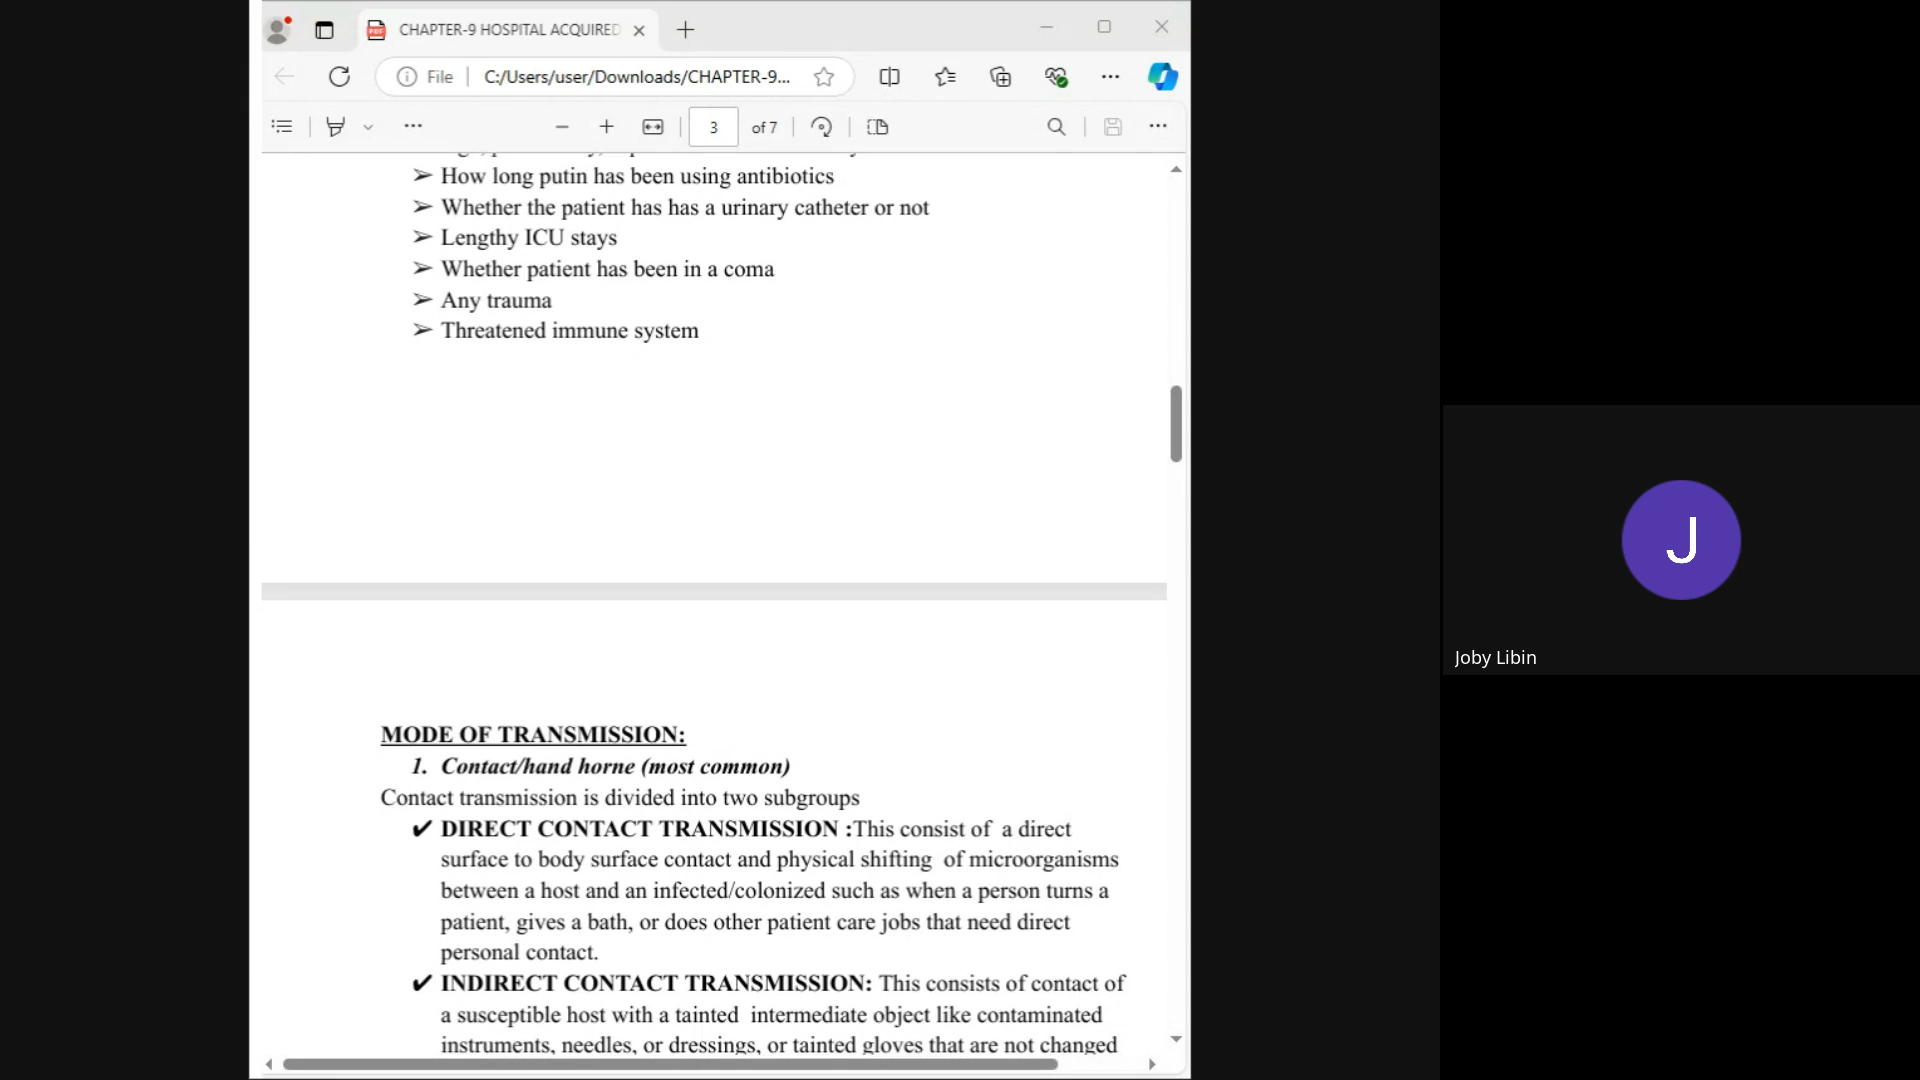 CHAPTER-9 HOSPITAL ACQUIRED
File C:/Users/user/Downloads/CHAPTER-9...
3 of 7
➢ How long putin has been using antibiotics
➢ Whether the patient has has a urinary catheter or not
➢ Lengthy ICU stays
➢ Whether patient has been in a coma
➢ Any trauma
➢ Threatened immune system
MODE OF TRANSMISSION:
1. Contact/hand horne (most common)
Contact transmission is divided into two subgroups
✔ DIRECT CONTACT TRANSMISSION :This consist of a direct
surface to body surface contact and physical shifting of microorganisms
between a host and an infected/colonized such as when a person turns a
patient, gives a bath, or does other patient care jobs that need direct
personal contact.
✔ INDIRECT CONTACT TRANSMISSION: This consists of contact of
a susceptible host with a tainted intermediate object like contaminated
instruments, needles, or dressings, or tainted gloves that are not changed
J
Joby Libin